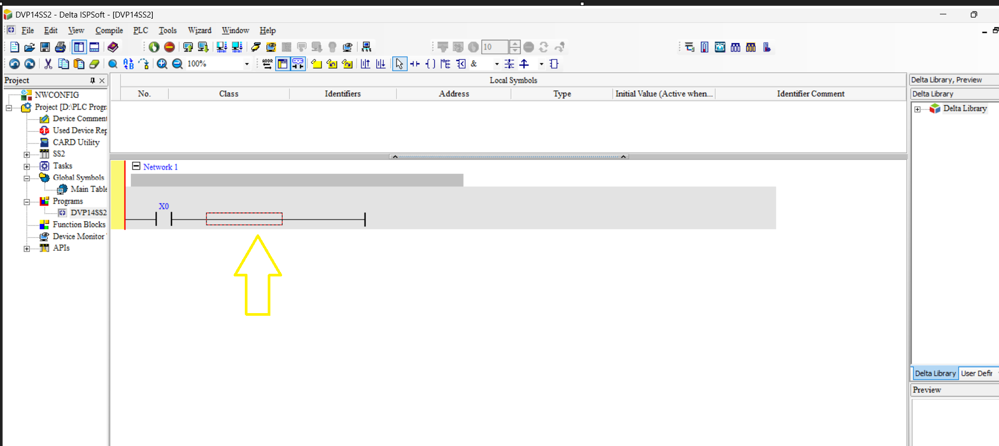 DVP14SS2 - Delta ISPSoft - [DVP14SS2]
File Edit View Compile PLC Tools Wizard Window Help
10
ADDR
100%
&
Project
NWCONFIG
Project [D:\PLC Progr
Device Comment
Used Device Rep
CARD Utility
SS2
Tasks
Global Symbols
Main Table
Programs
DVP14SS2
Function Blocks
Device Monitor
APIs
Local Symbols
No. Class Identifiers Address Type Initial Value (Active when... Identifier Comment
Network 1
X0
Delta Library, Preview
Delta Library
Delta Library
Delta Library User Defir
Preview